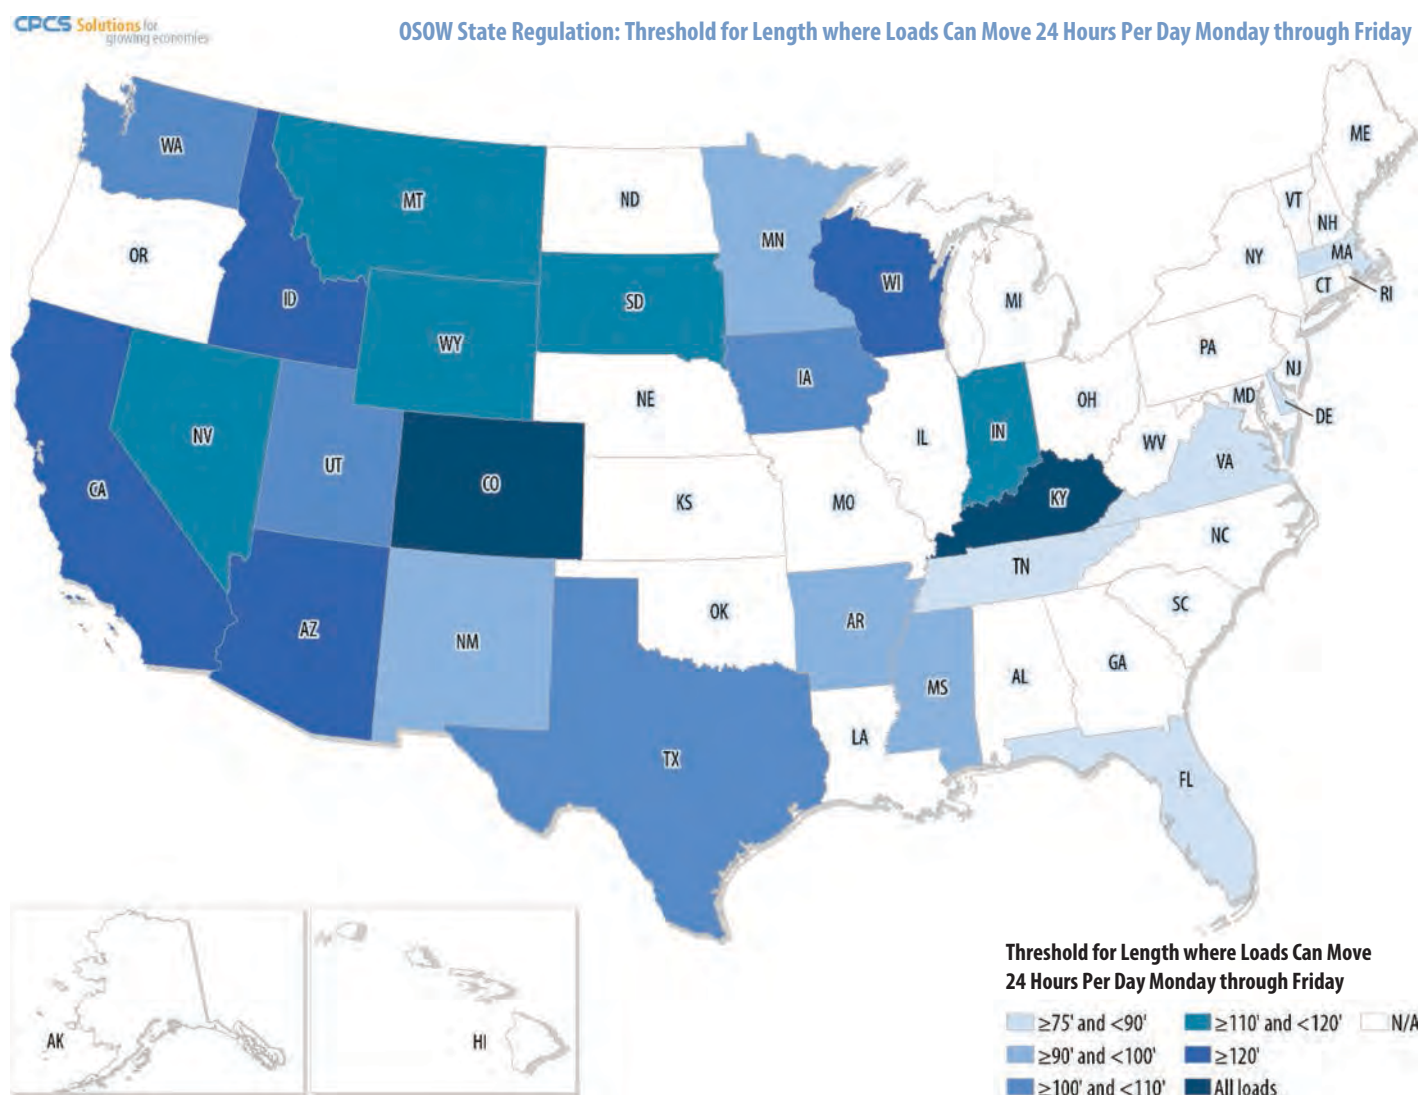 CPCS Solutions for
growing economies
OSOW State Regulation: Threshold for Length where Loads Can Move 24 Hours Per Day Monday through Friday
ME
WA
VT
MT
ND
NH
MN
MA
OR
NY
CT
WI
RI
ID
SD
MI
WY
PA
NJ
IA
NE
OH
MD
DE
NV
IL
IN
WV
UT
VA
CO
CA
KS
MO
KY
NC
TN
SC
OK
AR
AZ
NM
GA
AL
MS
LA
TX
FL
AK
HI
Threshold for Length where Loads Can Move
24 Hours Per Day Monday through Friday
≥75' and <90'
≥110' and <120'
N/A
≥90' and <100'
≥120'
≥100' and <110'
All loads